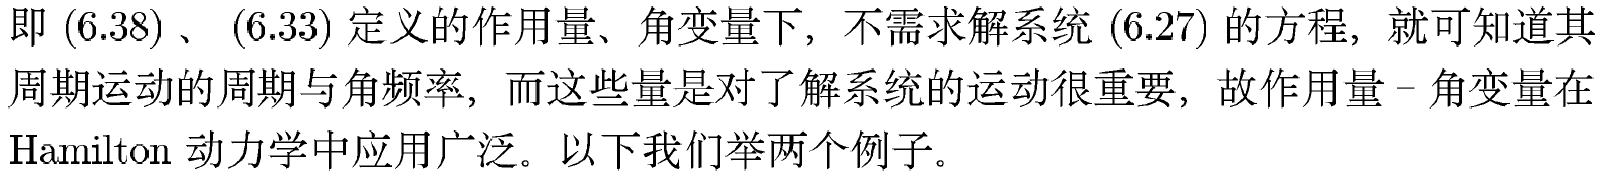 即 (6.38) 、 (6.33) 定义的作用量、角变量下，不需求解系统 (6.27) 的方程，就可知道其
周期运动的周期与角频率，而这些量是对了解系统的运动很重要，故作用量 – 角变量在
Hamilton 动力学中应用广泛。以下我们举两个例子。